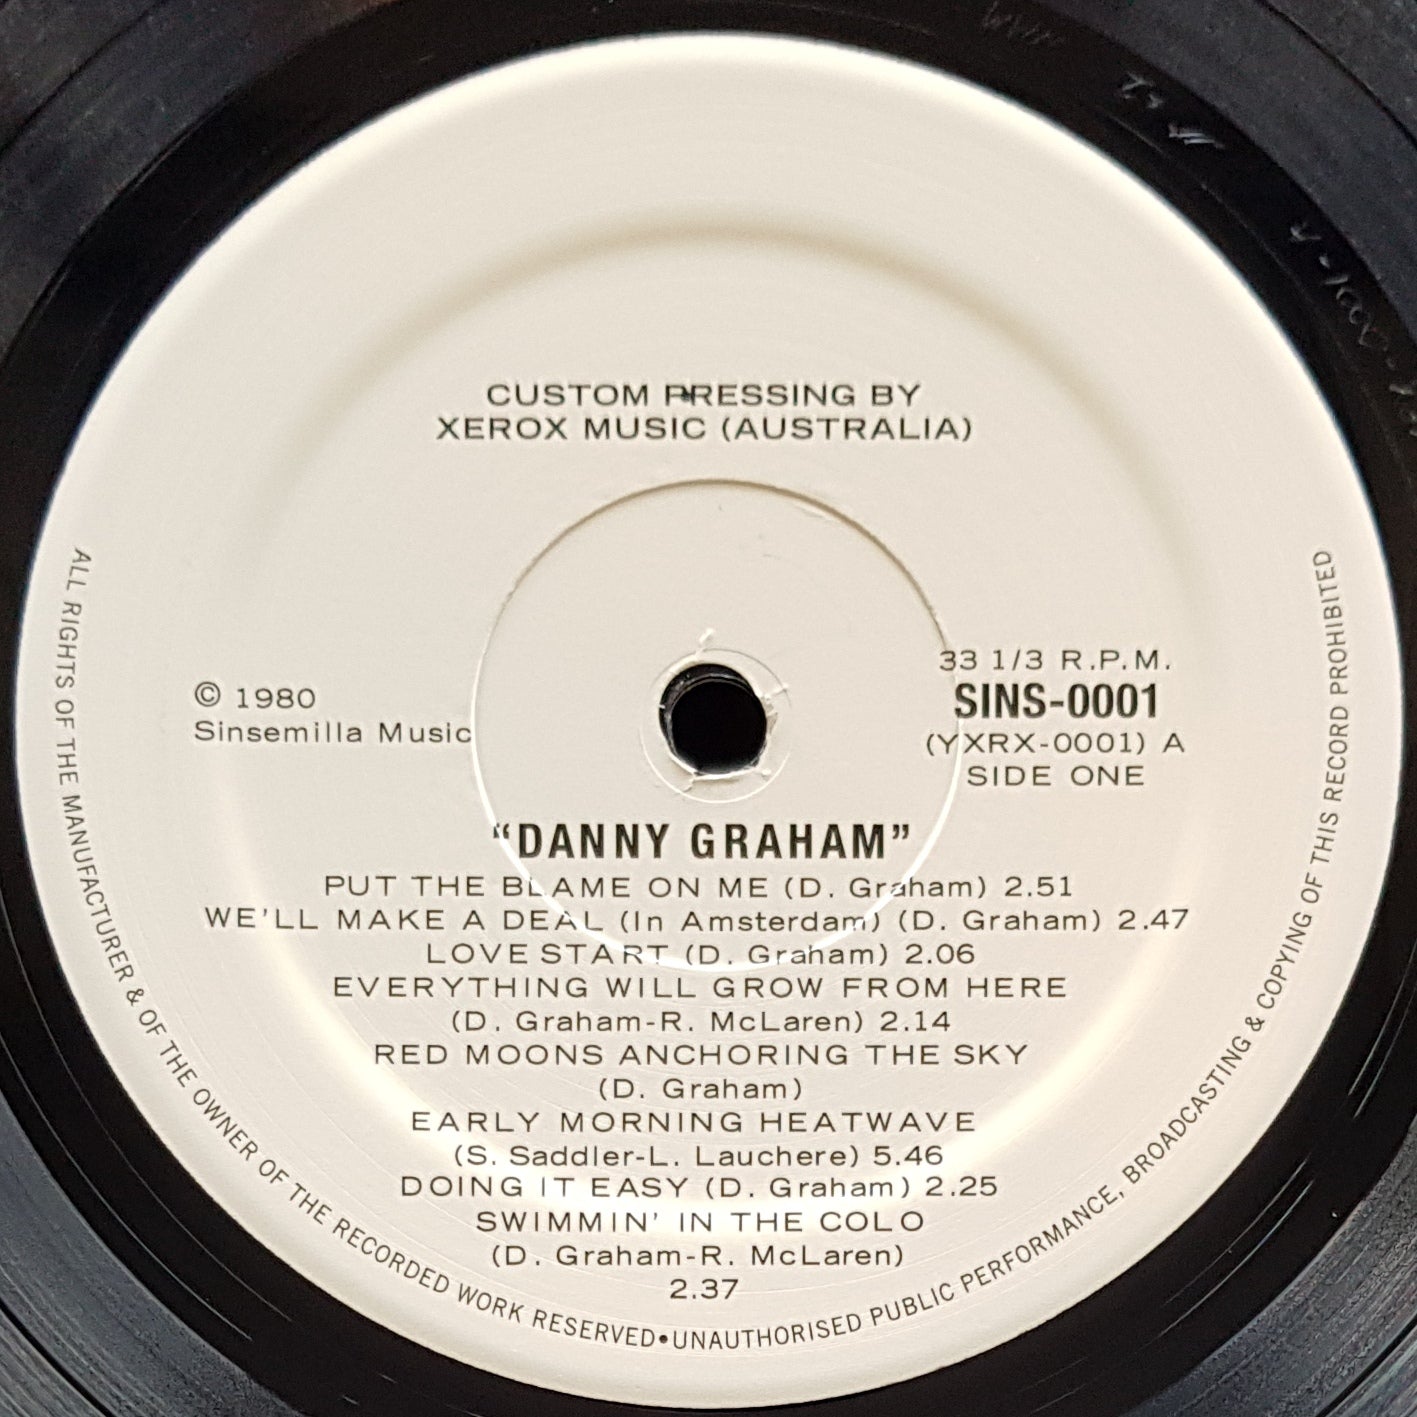 CUSTOM PRESSING BY
XEROX MUSIC (AUSTRALIA)
© 1980
Sinsemilla Music
33 1/3 R.P.M.
SINS-0001
(YXRX-0001) A
SIDE ONE
"DANNY GRAHAM"
PUT THE BLAME ON ME (D. Graham) 2.51
WE'LL MAKE A DEAL (In Amsterdam) (D. Graham) 2.47
LOVE START (D. Graham) 2.06
EVERYTHING WILL GROW FROM HERE
(D. Graham-R. McLaren) 2.14
RED MOONS ANCHORING THE SKY
(D. Graham)
EARLY MORNING HEATWAVE
(S. Saddler-L. Lauchere) 5.46
DOING IT EASY (D. Graham) 2.25
SWIMMIN' IN THE COLO
(D. Graham-R. McLaren)
2.37
ALL RIGHTS OF THE MANUFACTURER & OF THE OWNER OF THE RECORDED WORK RESERVED•UNAUTHORISED PUBLIC PERFORMANCE, BROADCASTING & COPYING OF THIS RECORD PROHIBITED